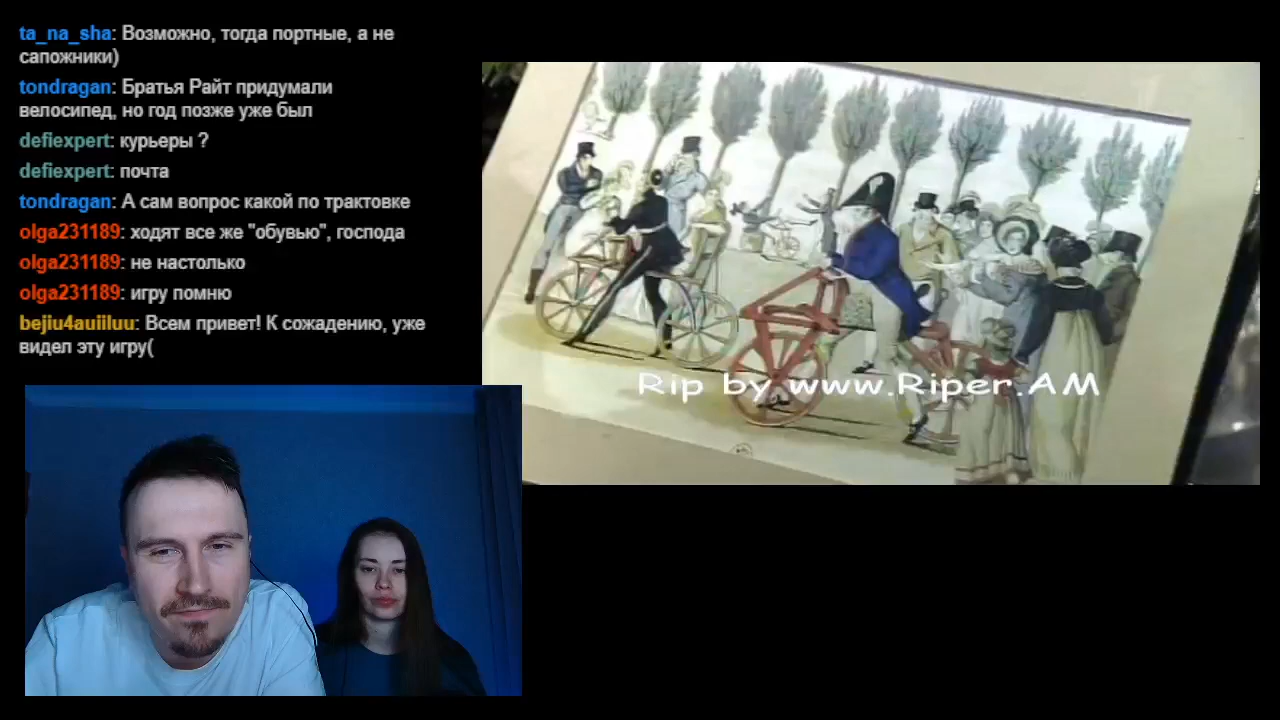 ta_na_sha: Возможно, тогда портные, а не
сапожники)
tondragan: Братья Райт придумали
велосипед, но год позже уже был
defiexpert: курьеры ?
defiexpert: почта
tondragan: А сам вопрос какой по трактовке
olga231189: ходят все же "обувью", господа
olga231189: не настолько
olga231189: игру помню
bejiu4auiiluu: Всем привет! К сожадению, уже
видел эту игру(
Rip by www.Riper.AM